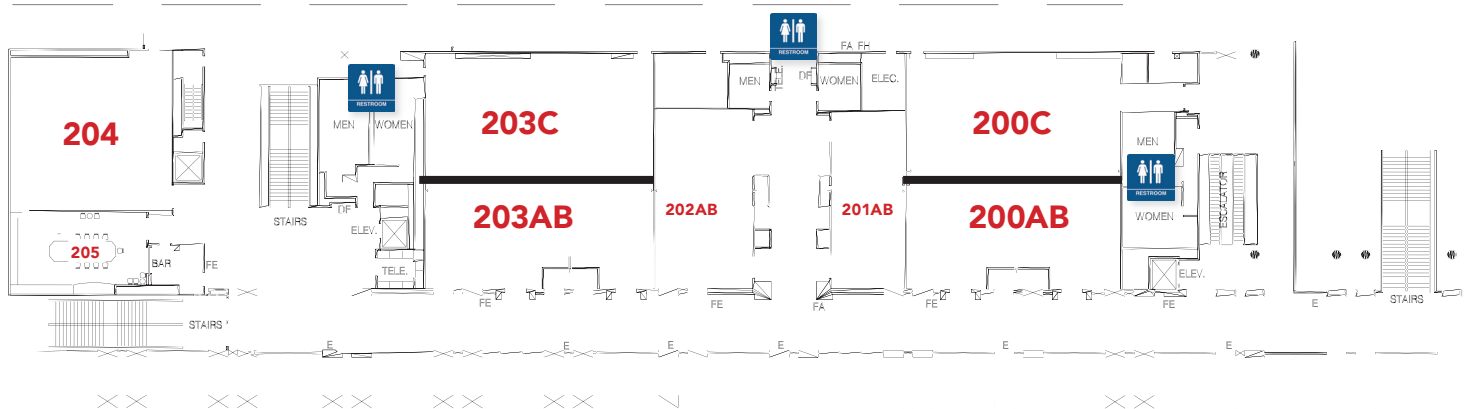 RESTROOM
FA FH
RESTROOM
MEN
TELE.
DF
WOMEN
ELEC.
204
MEN
WOMEN
203C
200C
MEN
RESTROOM
STAIRS
DF
ELEV.
203AB
202AB
201AB
200AB
WOMEN
ESCALATOR
205
BAR
FE
TELE.
ELEV.
FE
FE
FA
FE
FE
E
STAIRS
STAIRS
E
E
E
E
E
E